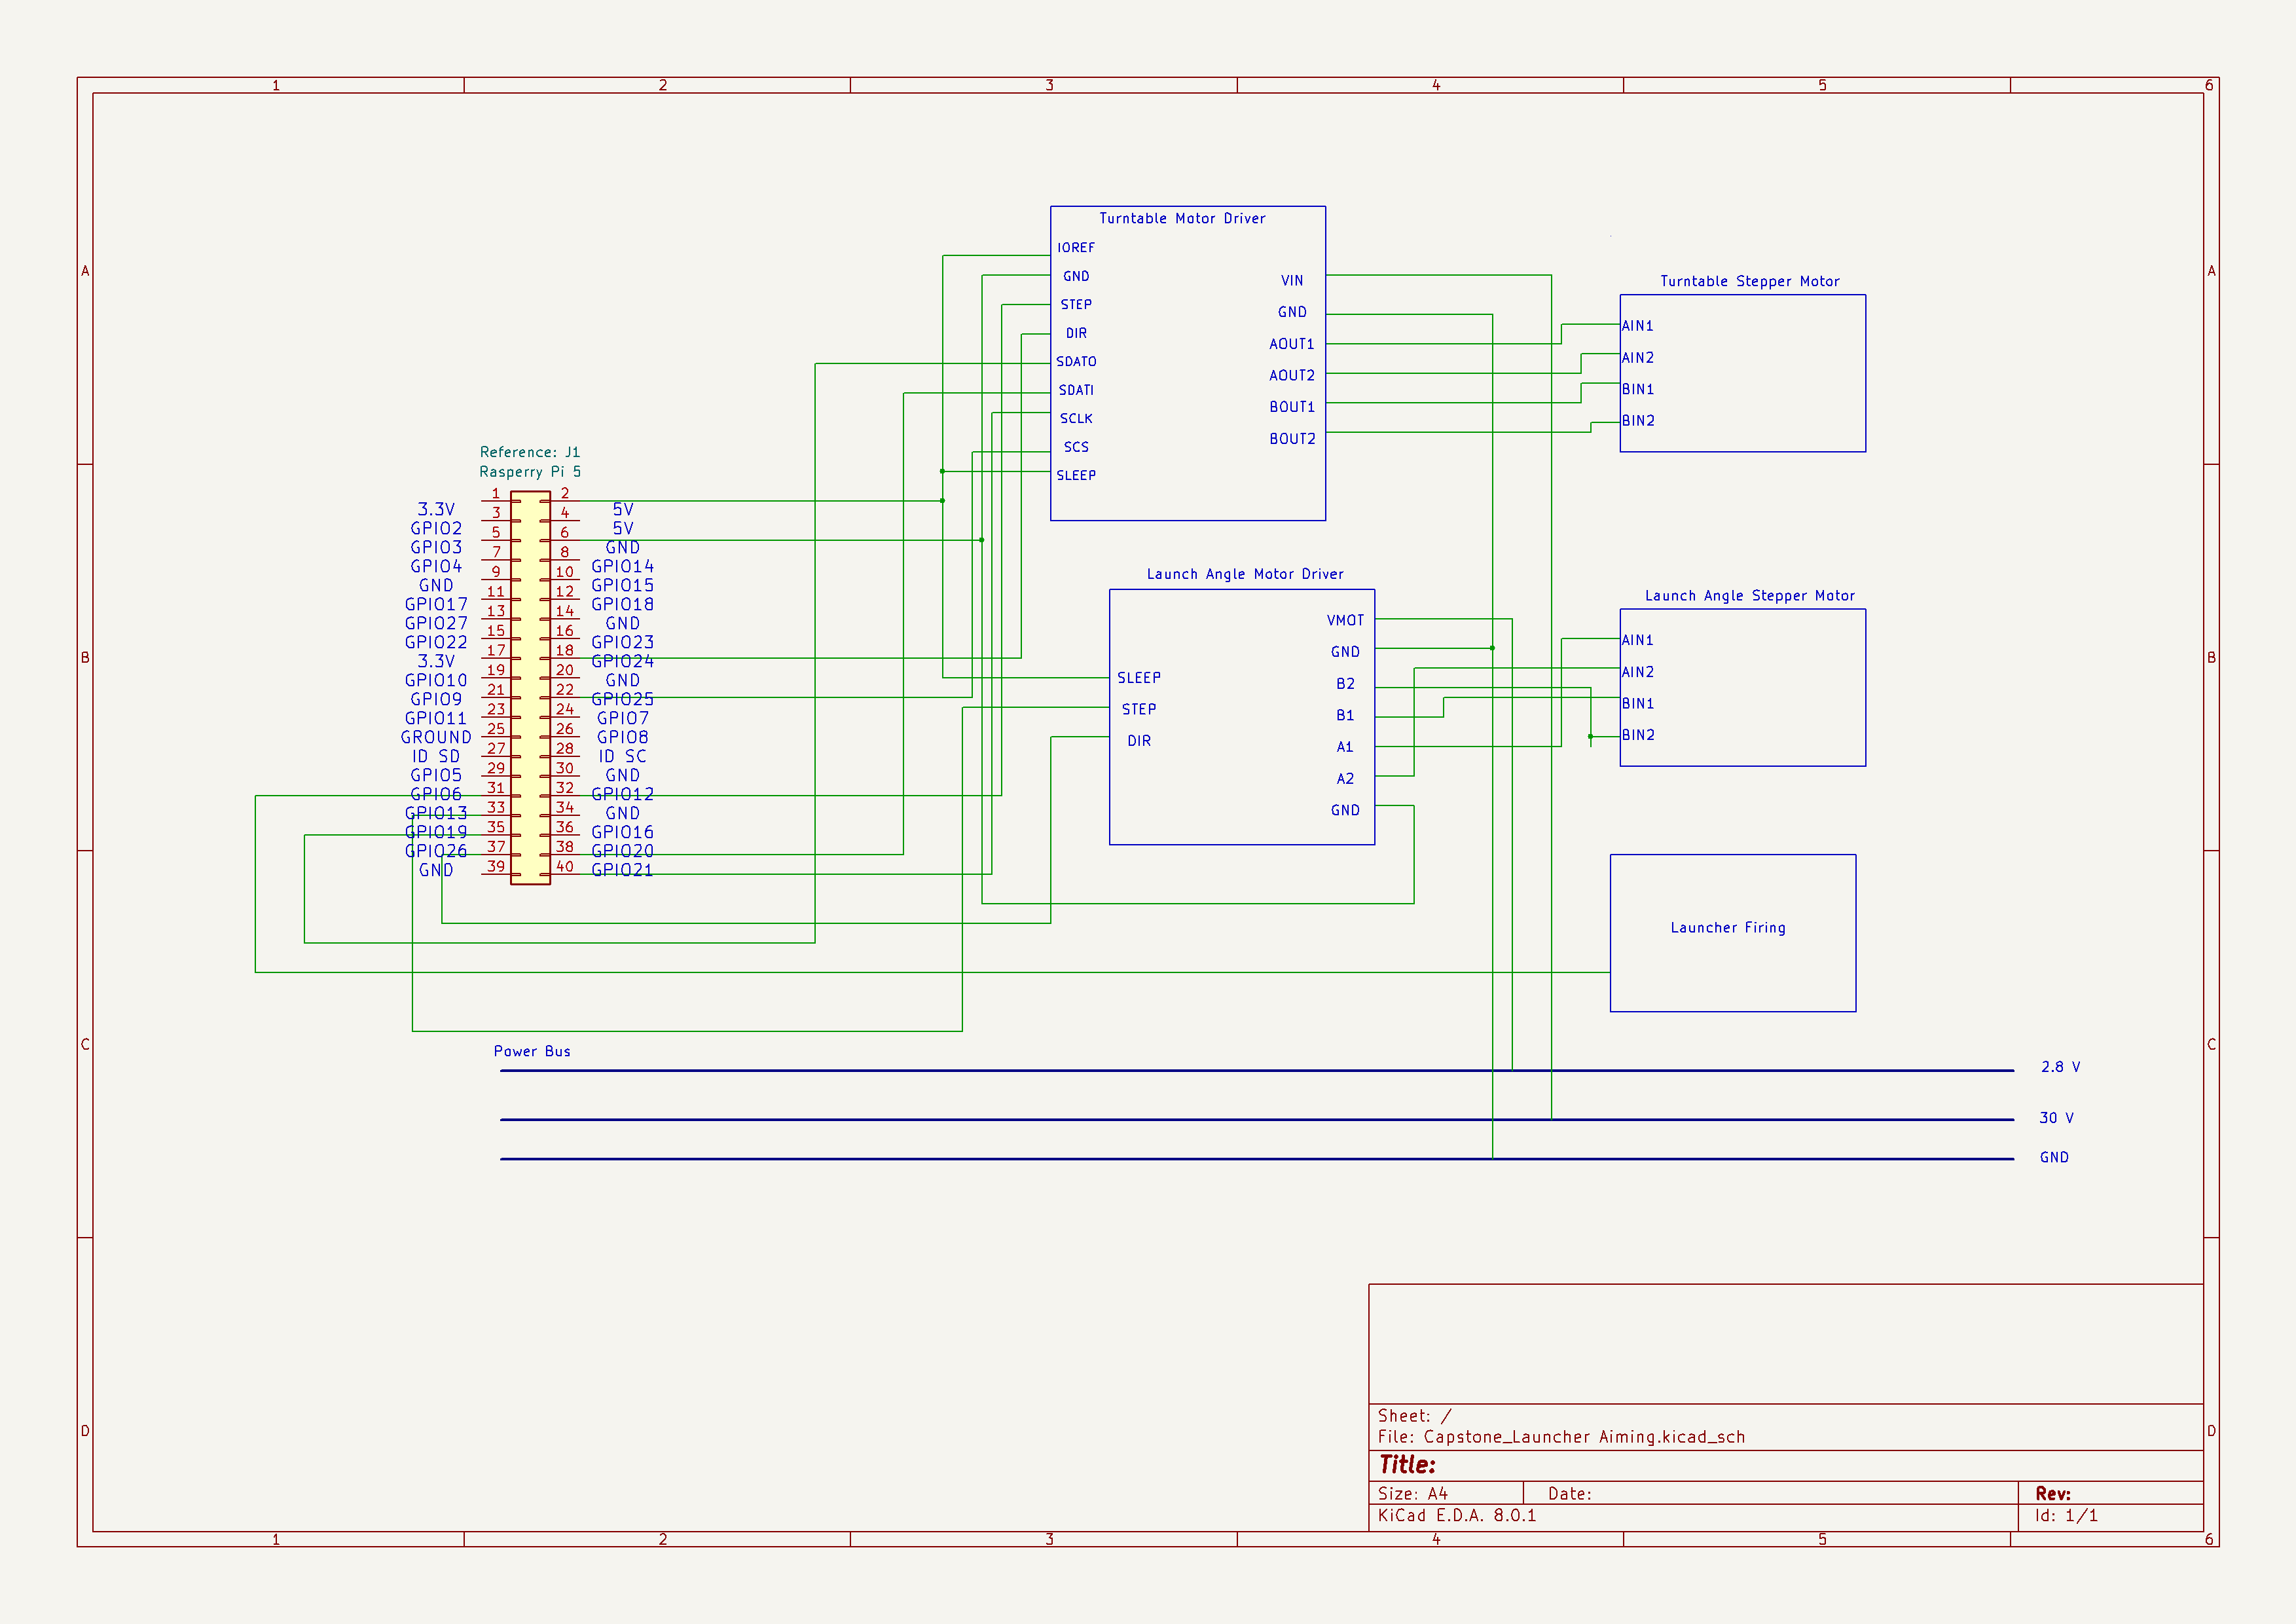 1 2 3 4 5 6
A A
B B
C C
D D
Turntable Motor Driver
IOREF
GND
STEP
DIR
SDATO
SDATI
SCLK
SCS
SLEEP
VIN
GND
AOUT1
AOUT2
BOUT1
BOUT2
Turntable Stepper Motor
AIN1
AIN2
BIN1
BIN2
Reference: J1
Rasperry Pi 5
1 2
3.3V 5V
3 4
GPIO2 5V
5 6
GPIO3 GND
7 8
GPIO4 GPIO14
9 10
GND GPIO15
11 12
GPIO17 GPIO18
13 14
GPIO27 GND
15 16
GPIO22 GPIO23
17 18
3.3V GPIO24
19 20
GPIO10 GND
21 22
GPIO9 GPIO25
23 24
GPIO11 GPIO7
25 26
GROUND GPIO8
27 28
ID SD ID SC
29 30
GPIO5 GND
31 32
GPIO6 GPIO12
33 34
GPIO13 GND
35 36
GPIO19 GPIO16
37 38
GPIO26 GPIO20
39 40
GND GPIO21
Launch Angle Motor Driver
SLEEP
STEP
DIR
VMOT
GND
B2
B1
A1
A2
GND
Launch Angle Stepper Motor
AIN1
AIN2
BIN1
BIN2
Launcher Firing
Power Bus
2.8 V
30 V
GND
Sheet: /
File: Capstone_Launcher Aiming.kicad_sch
Title:
Size: A4 Date: Rev:
KiCad E.D.A. 8.0.1 Id: 1/1
1 2 3 4 5 6